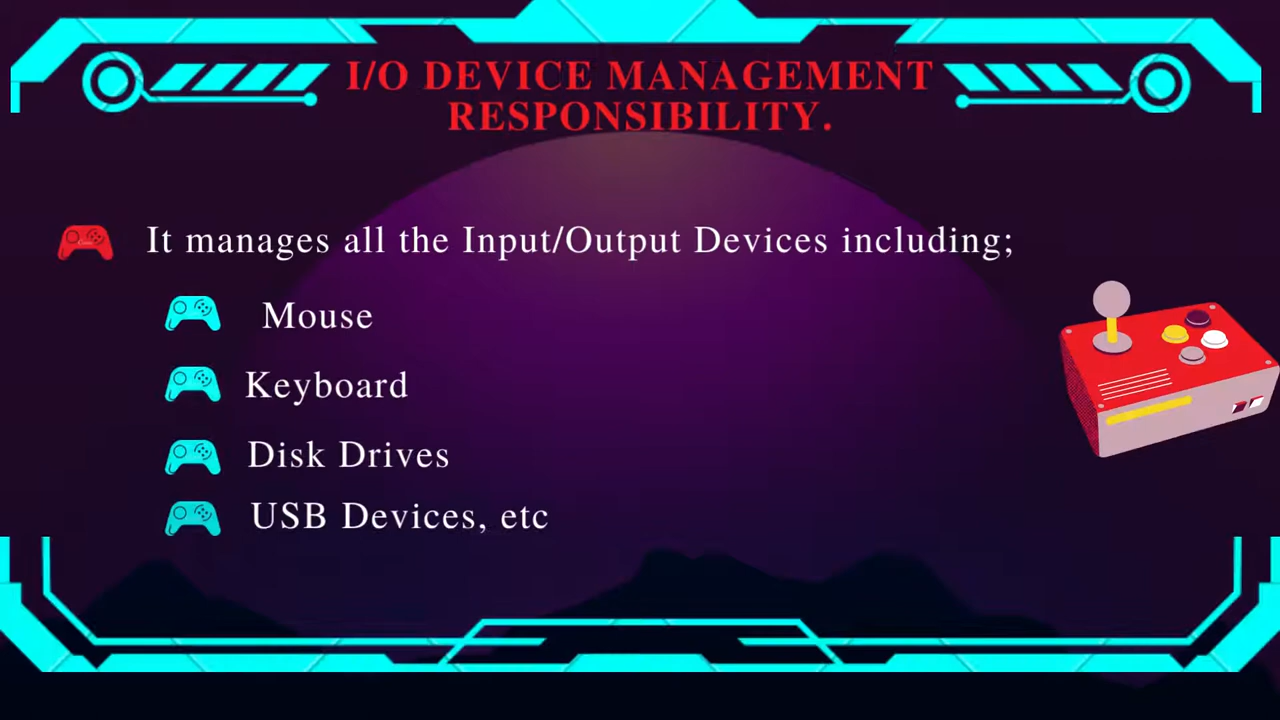 I/O DEVICE MANAGEMENT
RESPONSIBILITY.
It manages all the Input/Output Devices including;
Mouse
Keyboard
Disk Drives
USB Devices, etc